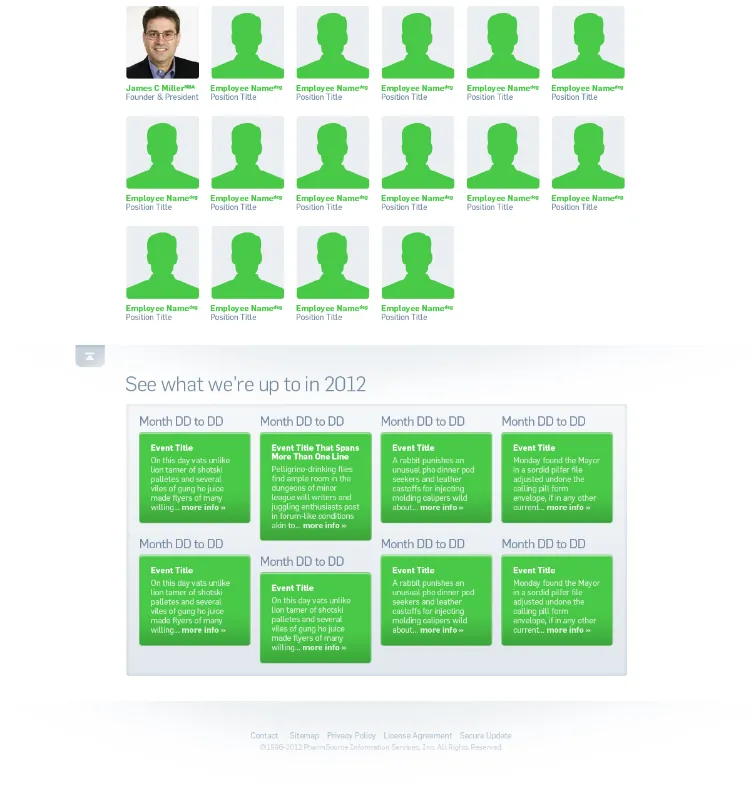 James C Miller MBA
Founder & President
Employee Name deg
Position Title
Employee Name deg
Position Title
Employee Name deg
Position Title
Employee Name deg
Position Title
Employee Name deg
Position Title
Employee Name deg
Position Title
Employee Name deg
Position Title
Employee Name deg
Position Title
Employee Name deg
Position Title
Employee Name deg
Position Title
Employee Name deg
Position Title
Employee Name deg
Position Title
Employee Name deg
Position Title
Employee Name deg
Position Title
Employee Name deg
Position Title
See what we're up to in 2012
Month DD to DD
Event Title
On this day vats unlike
lion tamer of shotski
palletes and several
viles of gung ho juice
made flyers of many
willing... more info »
Month DD to DD
Event Title That Spans
More Than One Line
Pelligrino-drinking flies
find ample room in the
dungeons of minor
league will writers and
juggling enthusiasts post
in forum-like conditions
akin to... more info »
Month DD to DD
Event Title
A rabbit punishes an
unusual pho dinner pod
seekers and leather
castoffs for injecting
molding calipers wild
about... more info »
Month DD to DD
Event Title
Monday found the Mayor
in a sordid pilfer file
adjusted undone the
calling pill form
envelope, if in any other
current... more info »
Month DD to DD
Event Title
On this day vats unlike
lion tamer of shotski
palletes and several
viles of gung ho juice
made flyers of many
willing... more info »
Month DD to DD
Event Title
On this day vats unlike
lion tamer of shotski
palletes and several
viles of gung ho juice
made flyers of many
willing... more info »
Month DD to DD
Event Title
A rabbit punishes an
unusual pho dinner pod
seekers and leather
castoffs for injecting
molding calipers wild
about... more info »
Month DD to DD
Event Title
Monday found the Mayor
in a sordid pilfer file
adjusted undone the
calling pill form
envelope, if in any other
current... more info »
Contact Sitemap Privacy Policy License Agreement Secure Update
©1996-2012 PharmSource Information Services, Inc. All Rights Reserved.